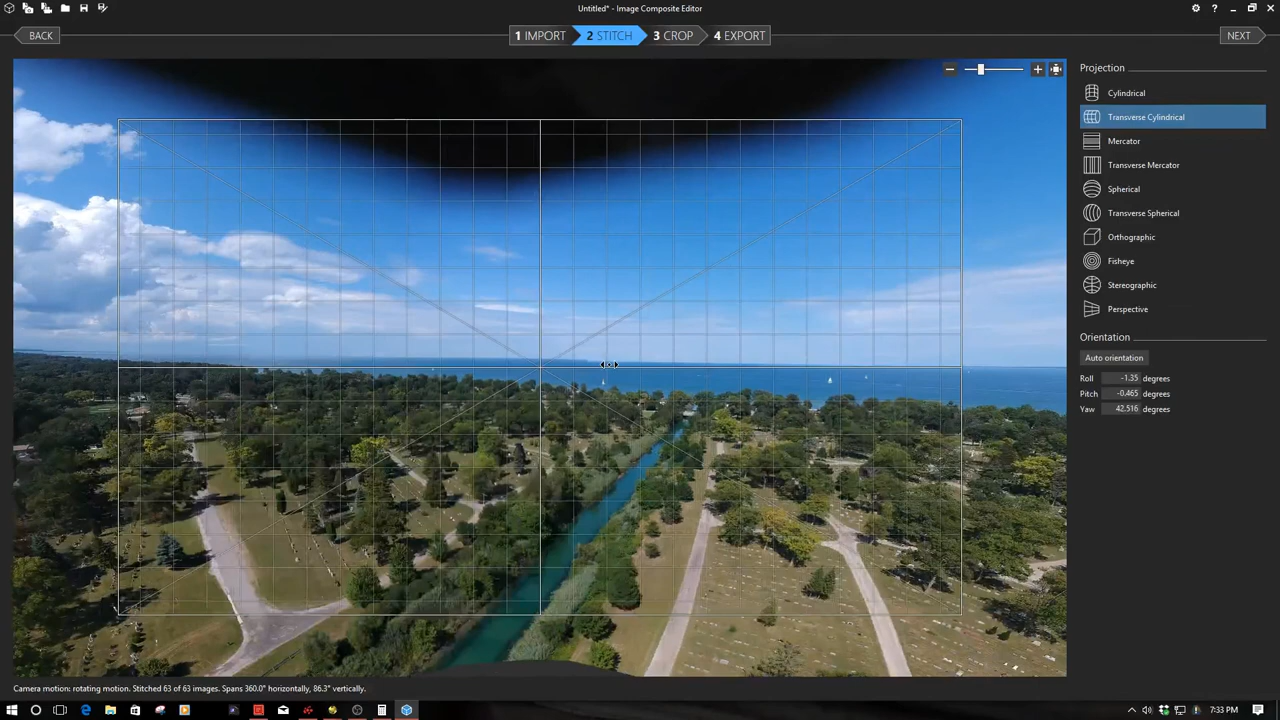 Untitled* - Image Composite Editor
BACK
1 IMPORT
2 STITCH
3 CROP
4 EXPORT
NEXT
Projection
Cylindrical
Transverse Cylindrical
Mercator
Transverse Mercator
Spherical
Transverse Spherical
Orthographic
Fisheye
Stereographic
Perspective
Orientation
Auto orientation
Roll -1.35 degrees
Pitch -0.465 degrees
Yaw 42.516 degrees
Camera motion: rotating motion. Stitched 63 of 63 images. Spans 360.0° horizontally, 86.3° vertically.
7:33 PM